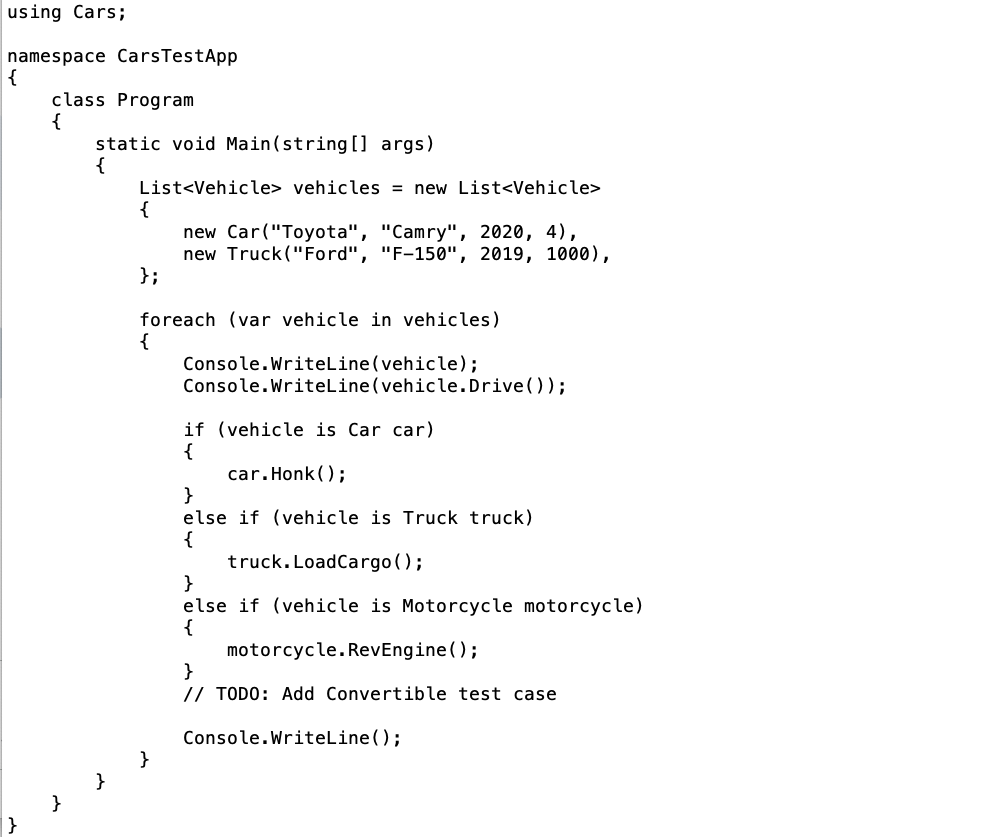 using Cars;

namespace CarsTestApp
{
    class Program
    {
        static void Main(string[] args)
        {
            List<Vehicle> vehicles = new List<Vehicle>
            {
                new Car("Toyota", "Camry", 2020, 4),
                new Truck("Ford", "F-150", 2019, 1000),
            };

            foreach (var vehicle in vehicles)
            {
                Console.WriteLine(vehicle);
                Console.WriteLine(vehicle.Drive());

                if (vehicle is Car car)
                {
                    car.Honk();
                }
                else if (vehicle is Truck truck)
                {
                    truck.LoadCargo();
                }
                else if (vehicle is Motorcycle motorcycle)
                {
                    motorcycle.RevEngine();
                }
                // TODO: Add Convertible test case

                Console.WriteLine();
            }
        }
    }
}